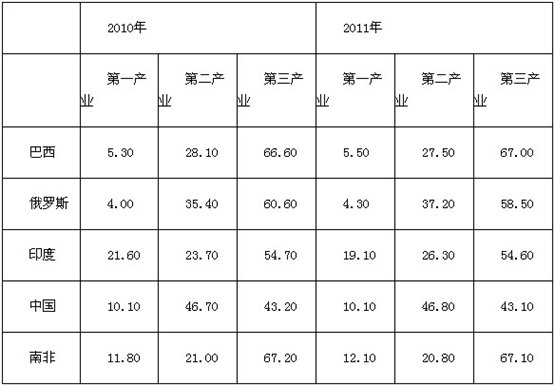 2010年 2011年
第一产业 第二产业 第三产业 第一产业 第二产业 第三产业
巴西 5.30 28.10 66.60 5.50 27.50 67.00
俄罗斯 4.00 35.40 60.60 4.30 37.20 58.50
印度 21.60 23.70 54.70 19.10 26.30 54.60
中国 10.10 46.70 43.20 10.10 46.80 43.10
南非 11.80 21.00 67.20 12.10 20.80 67.10